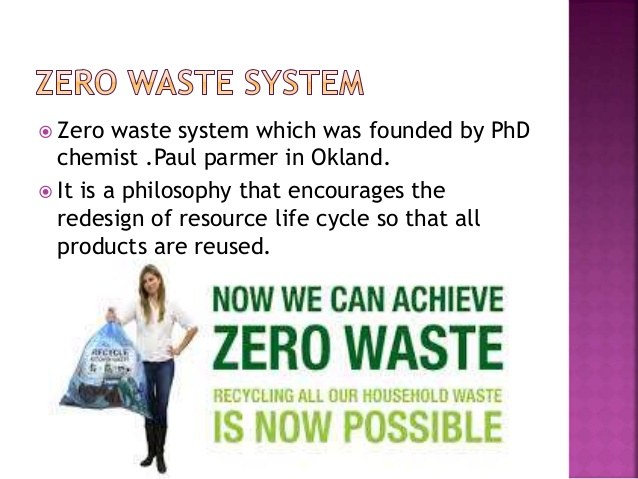 ZERO WASTE SYSTEM
Zero waste system which was founded by PhD
chemist .Paul parmer in Okland.
It is a philosophy that encourages the
redesign of resource life cycle so that all
products are reused.
RECYCLE
NOW WE CAN ACHIEVE
ZERO WASTE
RECYCLING ALL OUR HOUSEHOLD WASTE
IS NOW POSSIBLE